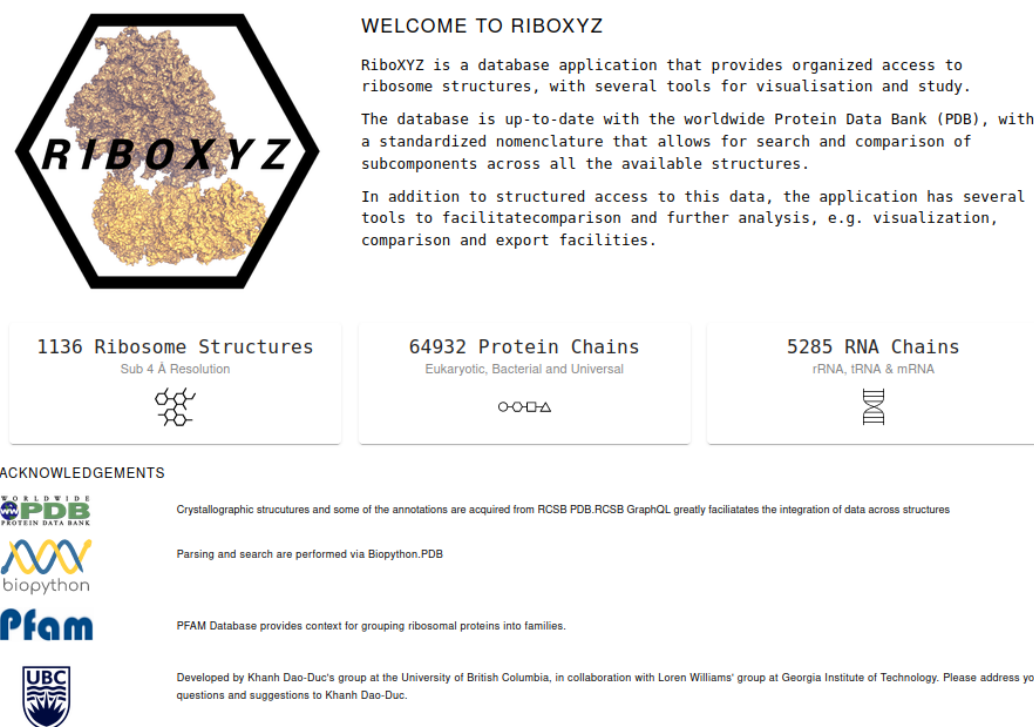 WELCOME TO RIBOXYZ
RIBOXYZ
RiboXYZ is a database application that provides organized access to
ribosome structures, with several tools for visualisation and study.
The database is up-to-date with the worldwide Protein Data Bank (PDB), with
a standardized nomenclature that allows for search and comparison of
subcomponents across all the available structures.
In addition to structured access to this data, the application has several
tools to facilitatecomparison and further analysis, e.g. visualization,
comparison and export facilities.
1136 Ribosome Structures
Sub 4 Å Resolution
64932 Protein Chains
Eukaryotic, Bacterial and Universal
5285 RNA Chains
rRNA, tRNA & mRNA
ACKNOWLEDGEMENTS
WORLDWIDE
PDB
PROTEIN DATA BANK
Crystallographic strucutures and some of the annotations are acquired from RCSB PDB.RCSB GraphQL greatly faciliatates the integration of data across structures
biopython
Parsing and search are performed via Biopython.PDB
Pfam
PFAM Database provides context for grouping ribosomal proteins into families.
UBC
Developed by Khanh Dao-Duc's group at the University of British Columbia, in collaboration with Loren Williams' group at Georgia Institute of Technology. Please address yo
questions and suggestions to Khanh Dao-Duc.